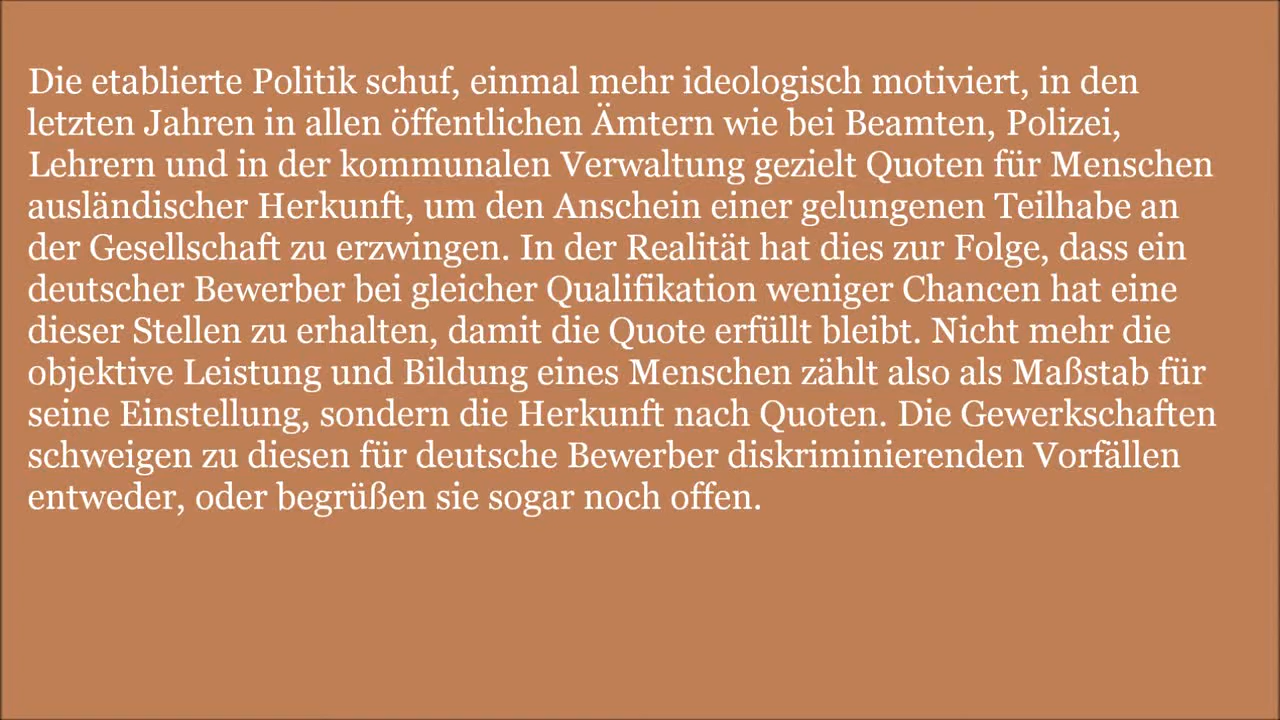 Die etablierte Politik schuf, einmal mehr ideologisch motiviert, in den
letzten Jahren in allen öffentlichen Ämtern wie bei Beamten, Polizei,
Lehrern und in der kommunalen Verwaltung gezielt Quoten für Menschen
ausländischer Herkunft, um den Anschein einer gelungenen Teilhabe an
der Gesellschaft zu erzwingen. In der Realität hat dies zur Folge, dass ein
deutscher Bewerber bei gleicher Qualifikation weniger Chancen hat eine
dieser Stellen zu erhalten, damit die Quote erfüllt bleibt. Nicht mehr die
objektive Leistung und Bildung eines Menschen zählt also als Maßstab für
seine Einstellung, sondern die Herkunft nach Quoten. Die Gewerkschaften
schweigen zu diesen für deutsche Bewerber diskriminierenden Vorfällen
entweder, oder begrüßen sie sogar noch offen.